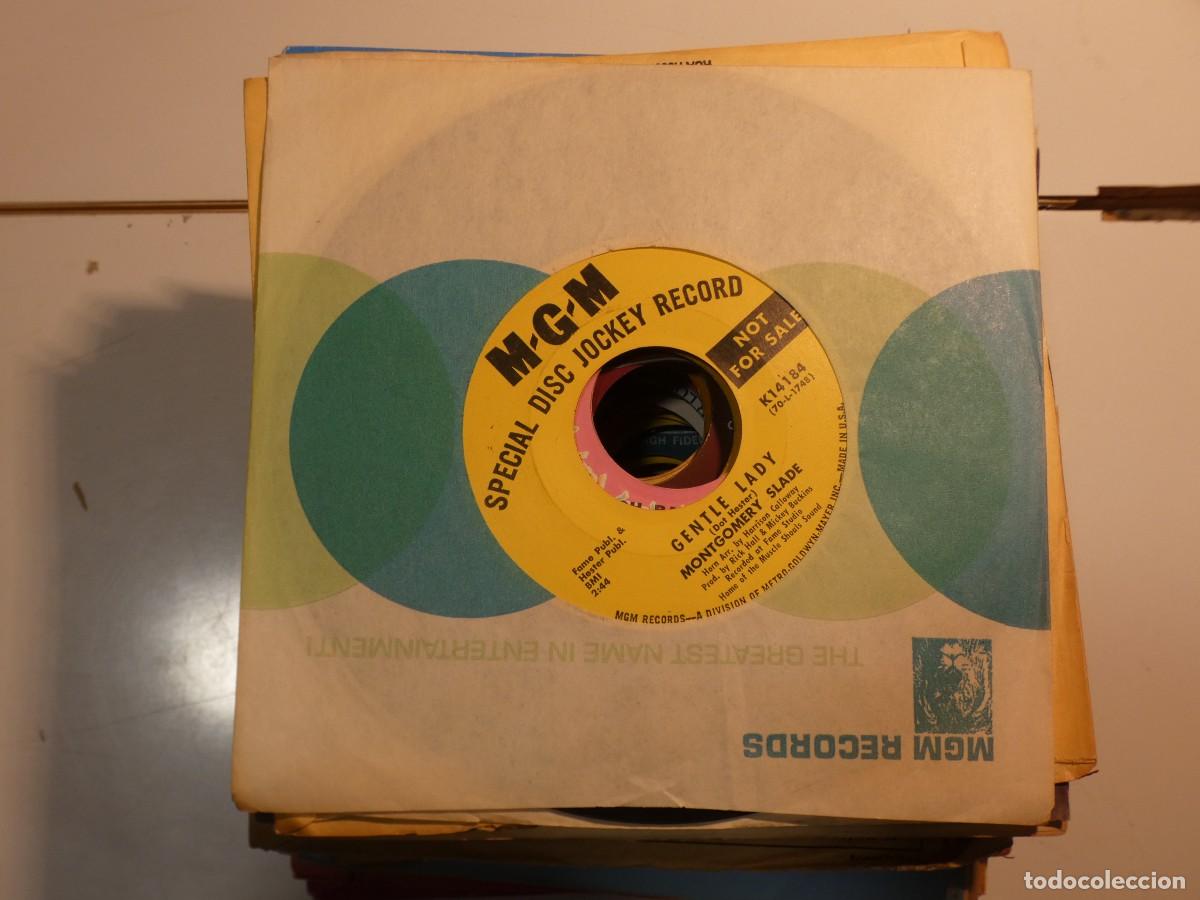 M-G-M
SPECIAL DISC JOCKEY RECORD
NOT
FOR SALE
K14184
(70-L-1748)
GENTLE LADY
(Dot Hester)
MONTGOMERY SLADE
Horn Arr. by Harrison Calloway
Prod. by Rick Hall & Mickey Buckins
Recorded at Fame Studio
Home of the Muscle Shoals Sound
Fame Publ. &
Hester Publ.
BMI
2:44
MGM RECORDS—A DIVISION OF METRO-GOLDWYN-MAYER INC.—MADE IN U.S.A.
THE GREATEST NAME IN ENTERTAINMENT!
MGM RECORDS
todocoleccion